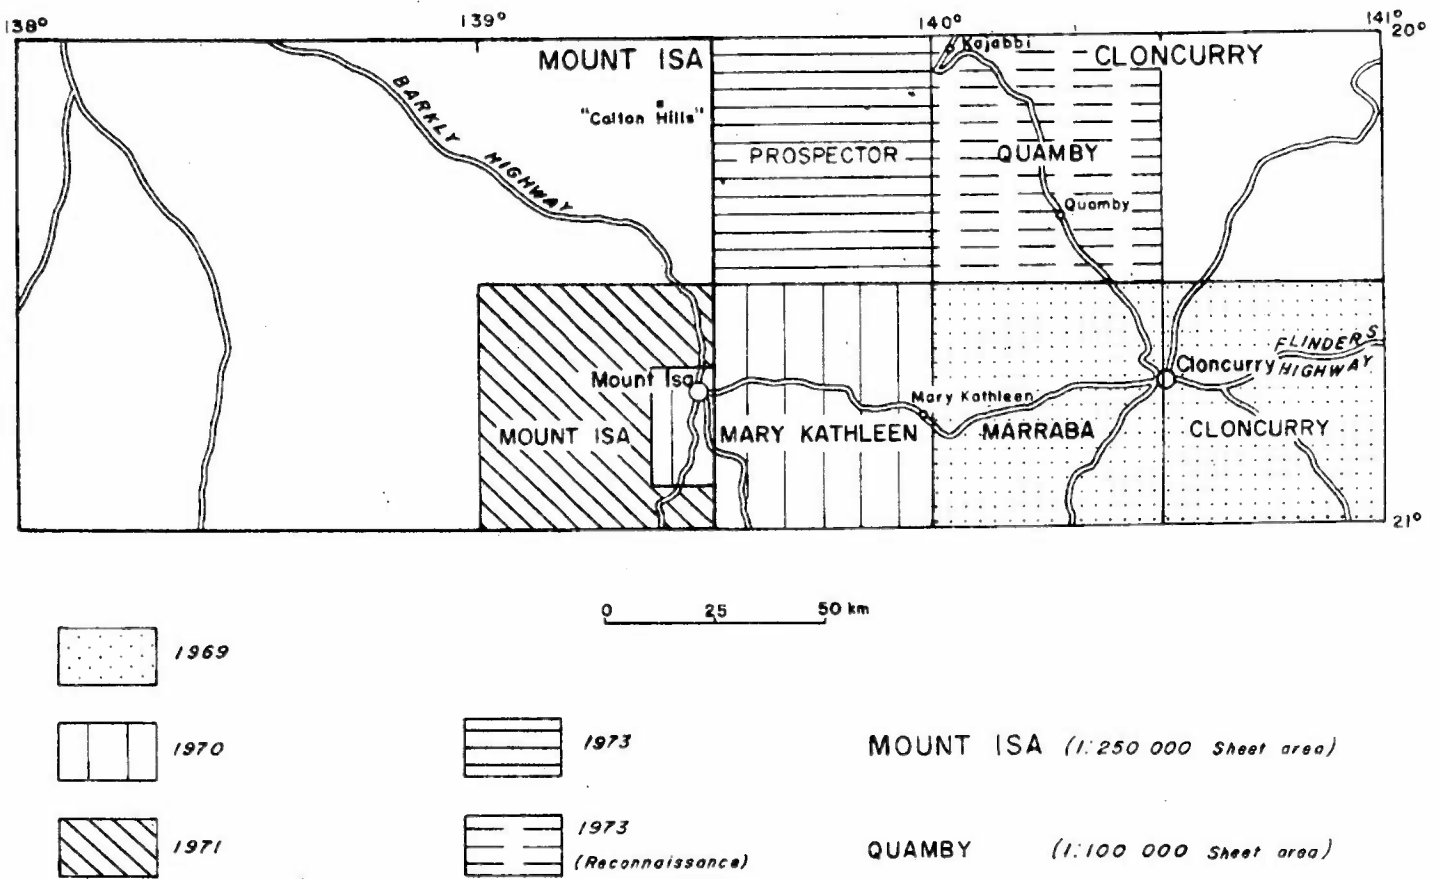 138°
139°
140°
141°
20°
MOUNT ISA
Kajabbi
CLONCURRY
BARKLY HIGHWAY
"Calton Hills"
PROSPECTOR
QUAMBY
Quamby
FLINDERS
HIGHWAY
Cloncurry
Mount Isa
Mary Kathleen
MOUNT ISA
MARY KATHLEEN
MARRABA
CLONCURRY
21°
0 25 50 km
1969
1970
1971
1973
1973
(Reconnaissance)
MOUNT ISA (1:250 000 Sheet area)
QUAMBY (1:100 000 Sheet area)